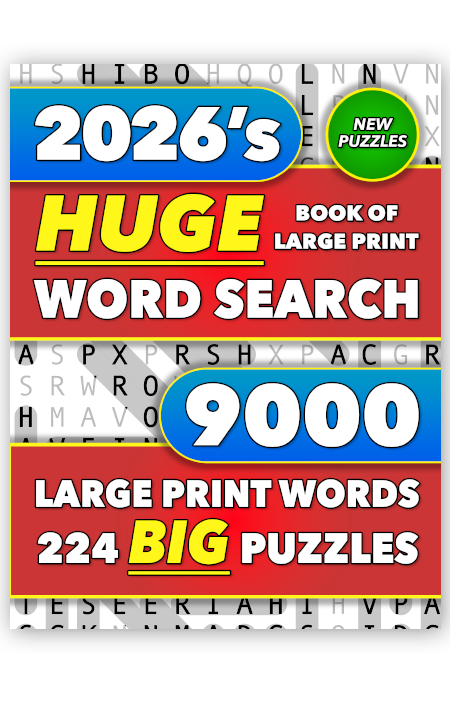 H S H I B O H Q O L N N V N
2026's
NEW
PUZZLES
HUGE
BOOK OF
LARGE PRINT
WORD SEARCH
A S P X P R S H X P A C G R
S R W R O
9000
H M A V O
LARGE PRINT WORDS
224 BIG PUZZLES
T E S E E R I A H I H V P A